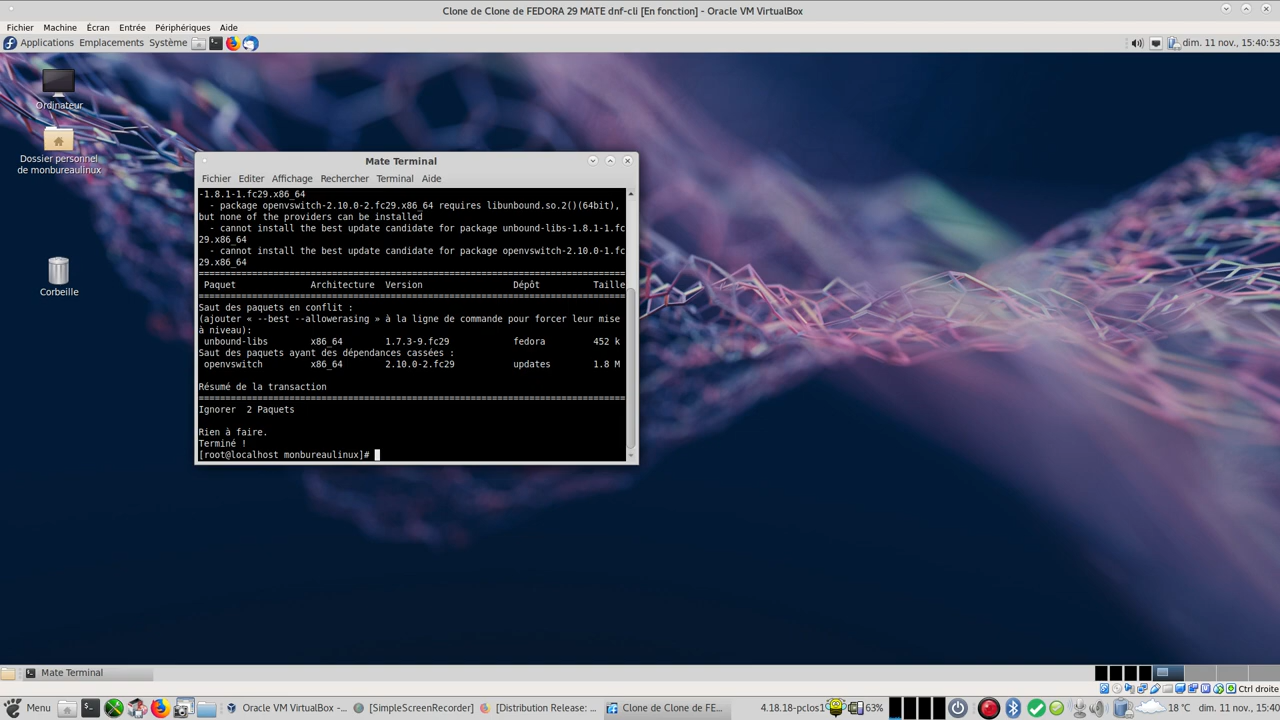 Clone de Clone de FEDORA 29 MATE dnf-cli [En fonction] - Oracle VM VirtualBox
Fichier Machine Écran Entrée Périphériques Aide
Applications Emplacements Système dim. 11 nov., 15:40:53
Ordinateur
Dossier personnel
de monbureaulinux
Corbeille
Mate Terminal
Fichier Editer Affichage Rechercher Terminal Aide
-1.8.1-1.fc29.x86_64
- package openvswitch-2.10.0-2.fc29.x86_64 requires libunbound.so.2()(64bit),
but none of the providers can be installed
- cannot install the best update candidate for package unbound-libs-1.8.1-1.fc
29.x86_64
- cannot install the best update candidate for package openvswitch-2.10.0-1.fc
29.x86_64
================================================================================
Paquet Architecture Version Dépôt Taille
================================================================================
Saut des paquets en conflit :
(ajouter « --best --allowerasing » à la ligne de commande pour forcer leur mise
à niveau):
unbound-libs x86_64 1.7.3-9.fc29 fedora 452 k
Saut des paquets ayant des dépendances cassées :
openvswitch x86_64 2.10.0-2.fc29 updates 1.8 M
Résumé de la transaction
================================================================================
Ignorer 2 Paquets
Rien à faire.
Terminé !
[root@localhost monbureaulinux]#
Mate Terminal
Ctrl droite
Menu Oracle VM VirtualBox -... [SimpleScreenRecorder] [Distribution Release: ... Clone de Clone de FE... 4.18.18-pclos1 63% 18 °C dim. 11 nov., 15:40